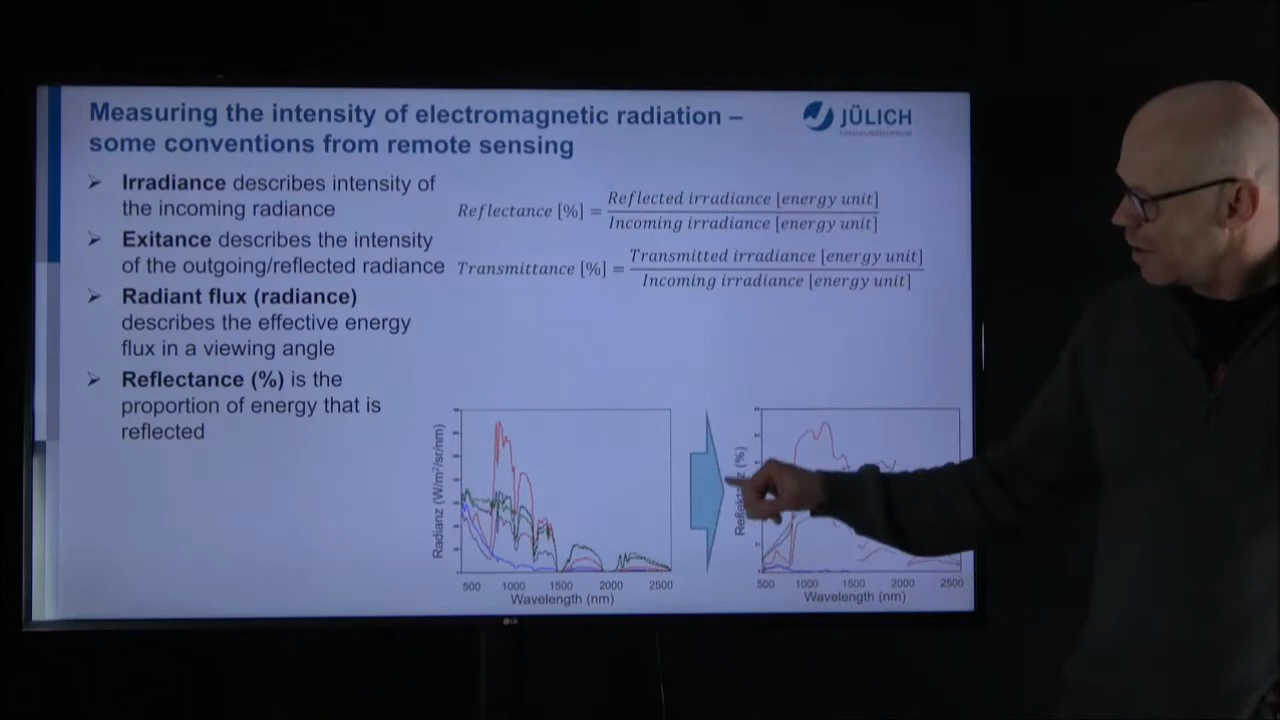 Measuring the intensity of electromagnetic radiation –
some conventions from remote sensing
JÜLICH
FORSCHUNGSZENTRUM
➢ Irradiance describes intensity of
the incoming radiance
➢ Exitance describes the intensity
of the outgoing/reflected radiance
➢ Radiant flux (radiance)
describes the effective energy
flux in a viewing angle
➢ Reflectance (%) is the
proportion of energy that is
reflected
Reflectance [%] = Reflected irradiance [energy unit]
Incoming irradiance [energy unit]
Transmittance [%] = Transmitted irradiance [energy unit]
Incoming irradiance [energy unit]
Radianz (W/m²/sr/nm)
500 1000 1500 2000 2500
Wavelength (nm)
(%)
500 1000 1500 2000 2500
Wavelength (nm)
LG